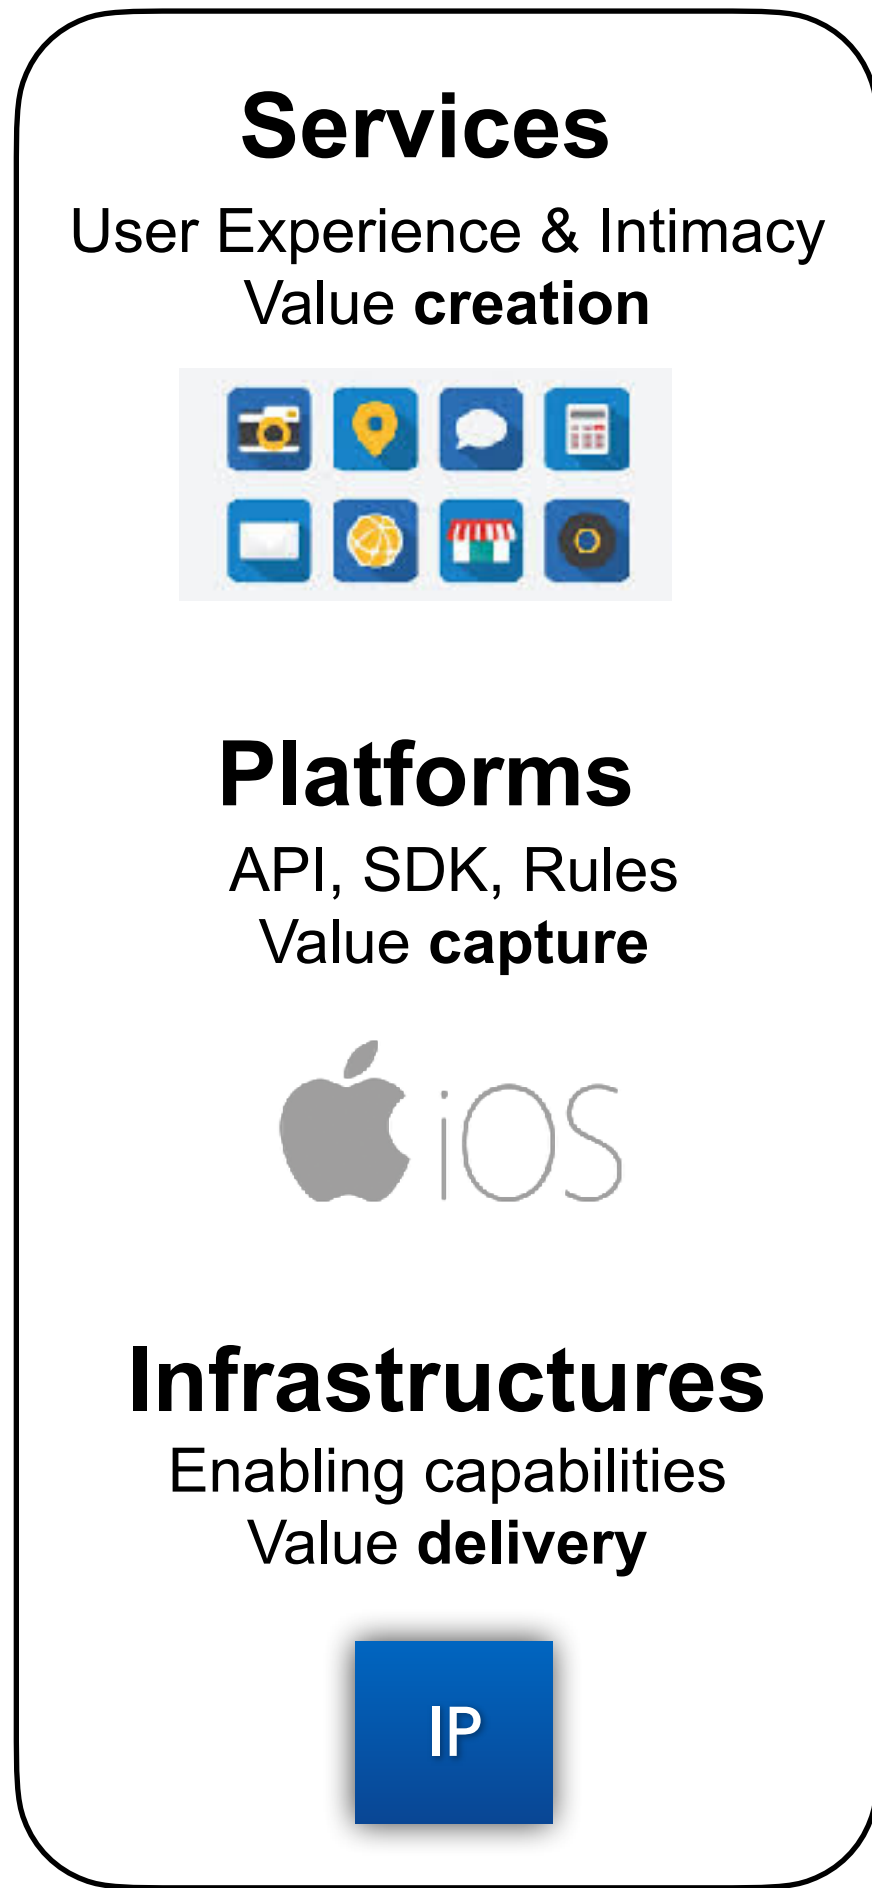 Services
User Experience & Intimacy
Value creation
Platforms
API, SDK, Rules
Value capture
iOS
Infrastructures
Enabling capabilities
Value delivery
IP